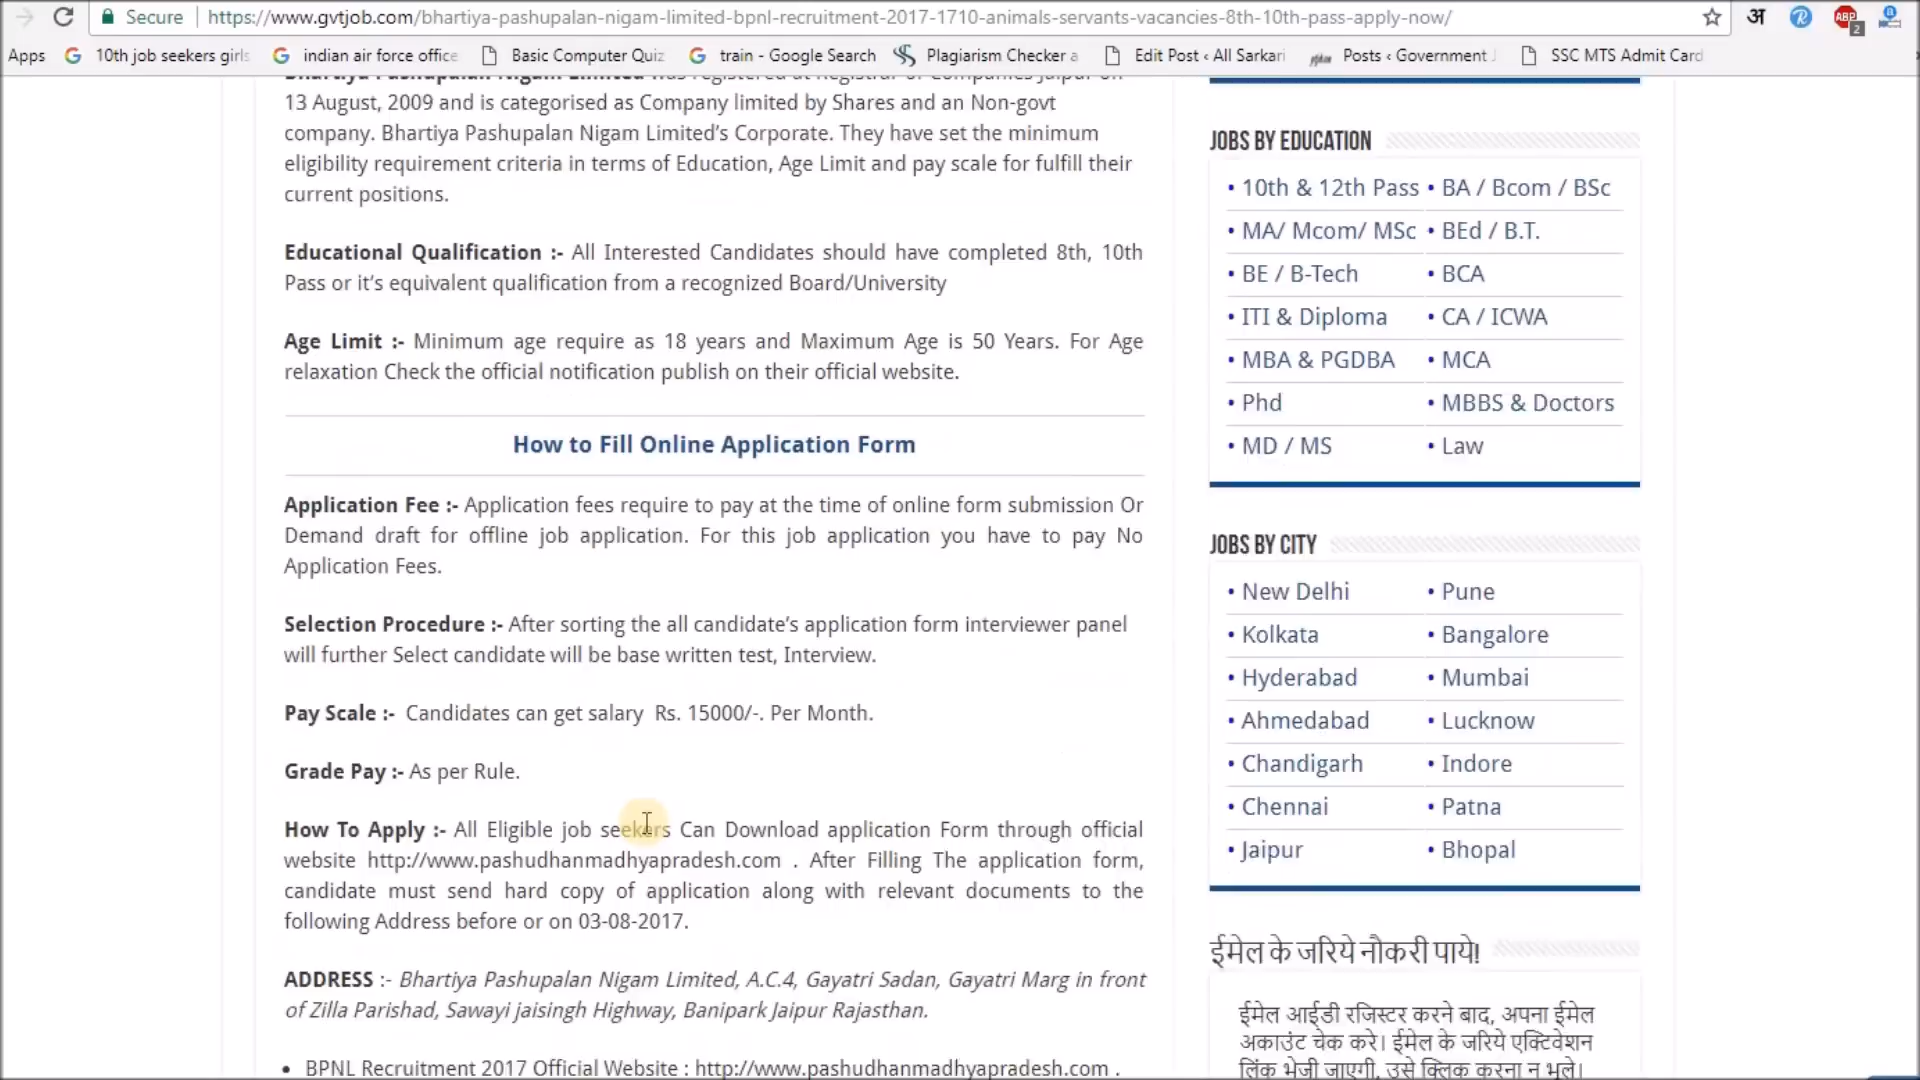 Secure https://www.gvtjob.com/bhartiya-pashupalan-nigam-limited-bpnl-recruitment-2017-1710-animals-servants-vacancies-8th-10th-pass-apply-now/
अ R ABP 2
Apps 10th job seekers girls indian air force office Basic Computer Quiz train - Google Search Plagiarism Checker a Edit Post ‹ All Sarkari Posts ‹ Government J SSC MTS Admit Card
Bhartiya Pashupalan Nigam Limited was registered at Registrar of Companies Jaipur on
13 August, 2009 and is categorised as Company limited by Shares and an Non-govt
company. Bhartiya Pashupalan Nigam Limited’s Corporate. They have set the minimum
eligibility requirement criteria in terms of Education, Age Limit and pay scale for fulfill their
current positions.
Educational Qualification :- All Interested Candidates should have completed 8th, 10th
Pass or it’s equivalent qualification from a recognized Board/University
Age Limit :- Minimum age require as 18 years and Maximum Age is 50 Years. For Age
relaxation Check the official notification publish on their official website.
How to Fill Online Application Form
Application Fee :- Application fees require to pay at the time of online form submission Or
Demand draft for offline job application. For this job application you have to pay No
Application Fees.
Selection Procedure :- After sorting the all candidate’s application form interviewer panel
will further Select candidate will be base written test, Interview.
Pay Scale :- Candidates can get salary Rs. 15000/-. Per Month.
Grade Pay :- As per Rule.
How To Apply :- All Eligible job seekers Can Download application Form through official
website http://www.pashudhanmadhyapradesh.com . After Filling The application form,
candidate must send hard copy of application along with relevant documents to the
following Address before or on 03-08-2017.
ADDRESS :- Bhartiya Pashupalan Nigam Limited, A.C.4, Gayatri Sadan, Gayatri Marg in front
of Zilla Parishad, Sawayi jaisingh Highway, Banipark Jaipur Rajasthan.
• BPNL Recruitment 2017 Official Website : http://www.pashudhanmadhyapradesh.com .
JOBS BY EDUCATION
• 10th & 12th Pass • BA / Bcom / BSc
• MA/ Mcom/ MSc • BEd / B.T.
• BE / B-Tech • BCA
• ITI & Diploma • CA / ICWA
• MBA & PGDBA • MCA
• Phd • MBBS & Doctors
• MD / MS • Law
JOBS BY CITY
• New Delhi • Pune
• Kolkata • Bangalore
• Hyderabad • Mumbai
• Ahmedabad • Lucknow
• Chandigarh • Indore
• Chennai • Patna
• Jaipur • Bhopal
ईमेल के जरिये नौकरी पाये!
ईमेल आईडी रजिस्टर करने बाद, अपना ईमेल
अकाउंट चेक करे। ईमेल के जरिये एक्टिवेशन
लिंक भेजी जाएगी, उसे क्लिक करना न भूले।